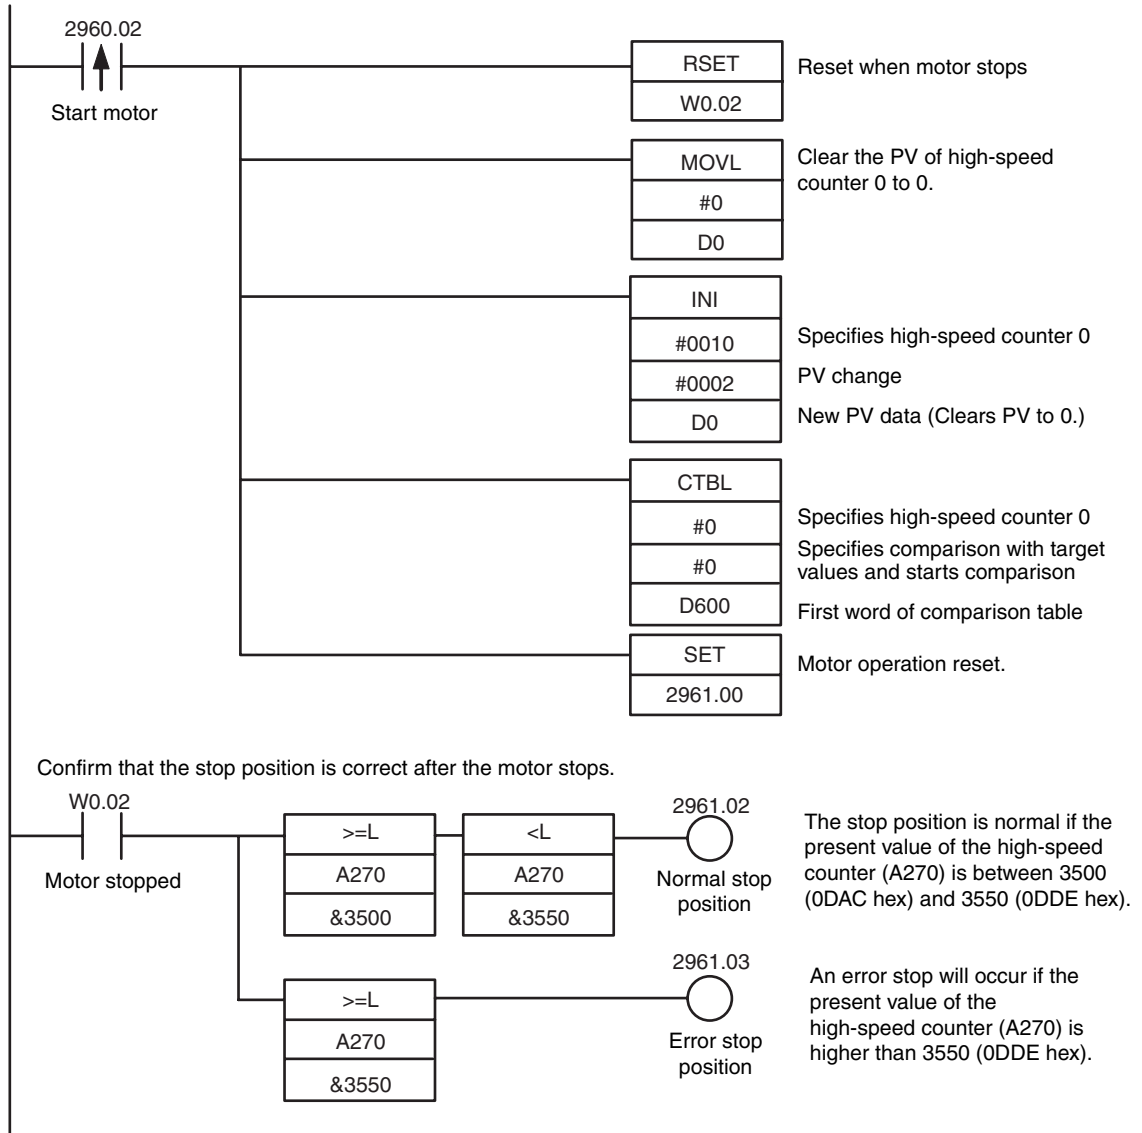 2960.02
Start motor
RSET
W0.02
Reset when motor stops
MOVL
#0
D0
Clear the PV of high-speed
counter 0 to 0.
INI
#0010
#0002
D0
Specifies high-speed counter 0
PV change
New PV data (Clears PV to 0.)
CTBL
#0
#0
D600
Specifies high-speed counter 0
Specifies comparison with target
values and starts comparison
First word of comparison table
SET
2961.00
Motor operation reset.
Confirm that the stop position is correct after the motor stops.
W0.02
Motor stopped
>=L
A270
&3500
<L
A270
&3550
2961.02
Normal stop
position
The stop position is normal if the
present value of the high-speed
counter (A270) is between 3500
(0DAC hex) and 3550 (0DDE hex).
>=L
A270
&3550
2961.03
Error stop
position
An error stop will occur if the
present value of the
high-speed counter (A270) is
higher than 3550 (0DDE hex).